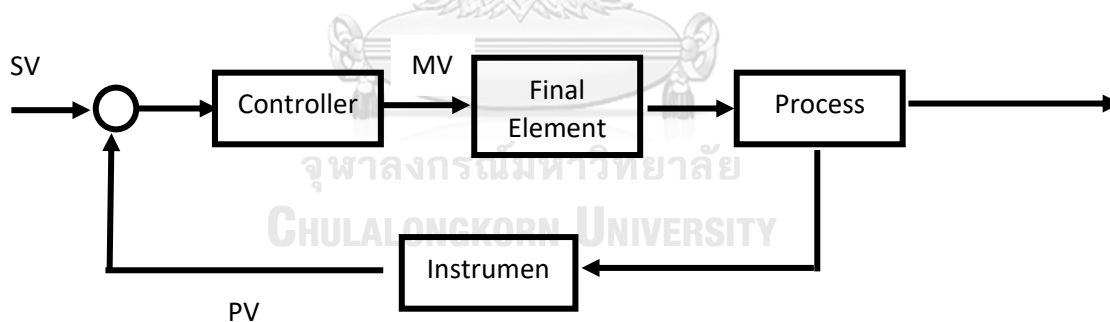 SV
MV
Controller
Final
Element
Process
จุฬาลงกรณ์มหาวิทยาลัย
CHULALONGKORN UNIVERSITY
Instrumen
PV